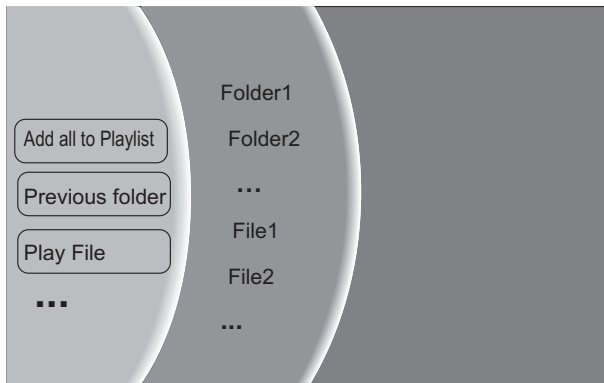 Add all to Playlist
Previous folder
Play File
...
Folder1
Folder2
...
File1
File2
...